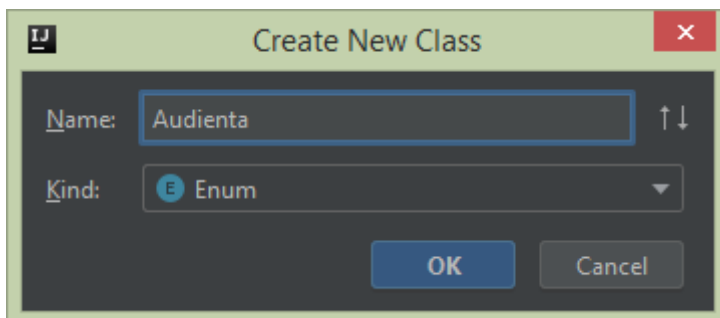 IJ
Create New Class
Name: Audienta
Kind: E Enum
OK Cancel